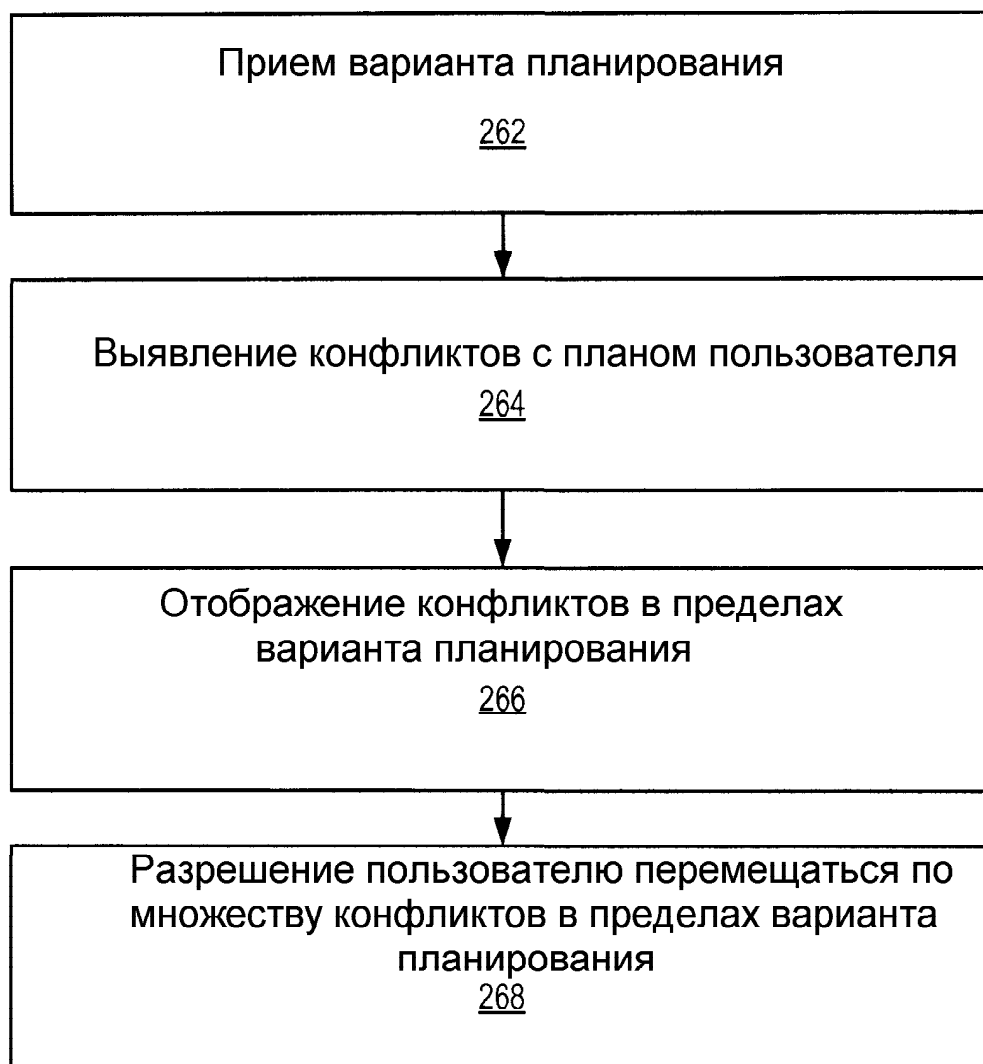 Прием варианта планирования
262
Выявление конфликтов с планом пользователя
264
Отображение конфликтов в пределах
варианта планирования
266
Разрешение пользователю перемещаться по
множеству конфликтов в пределах варианта
планирования
268